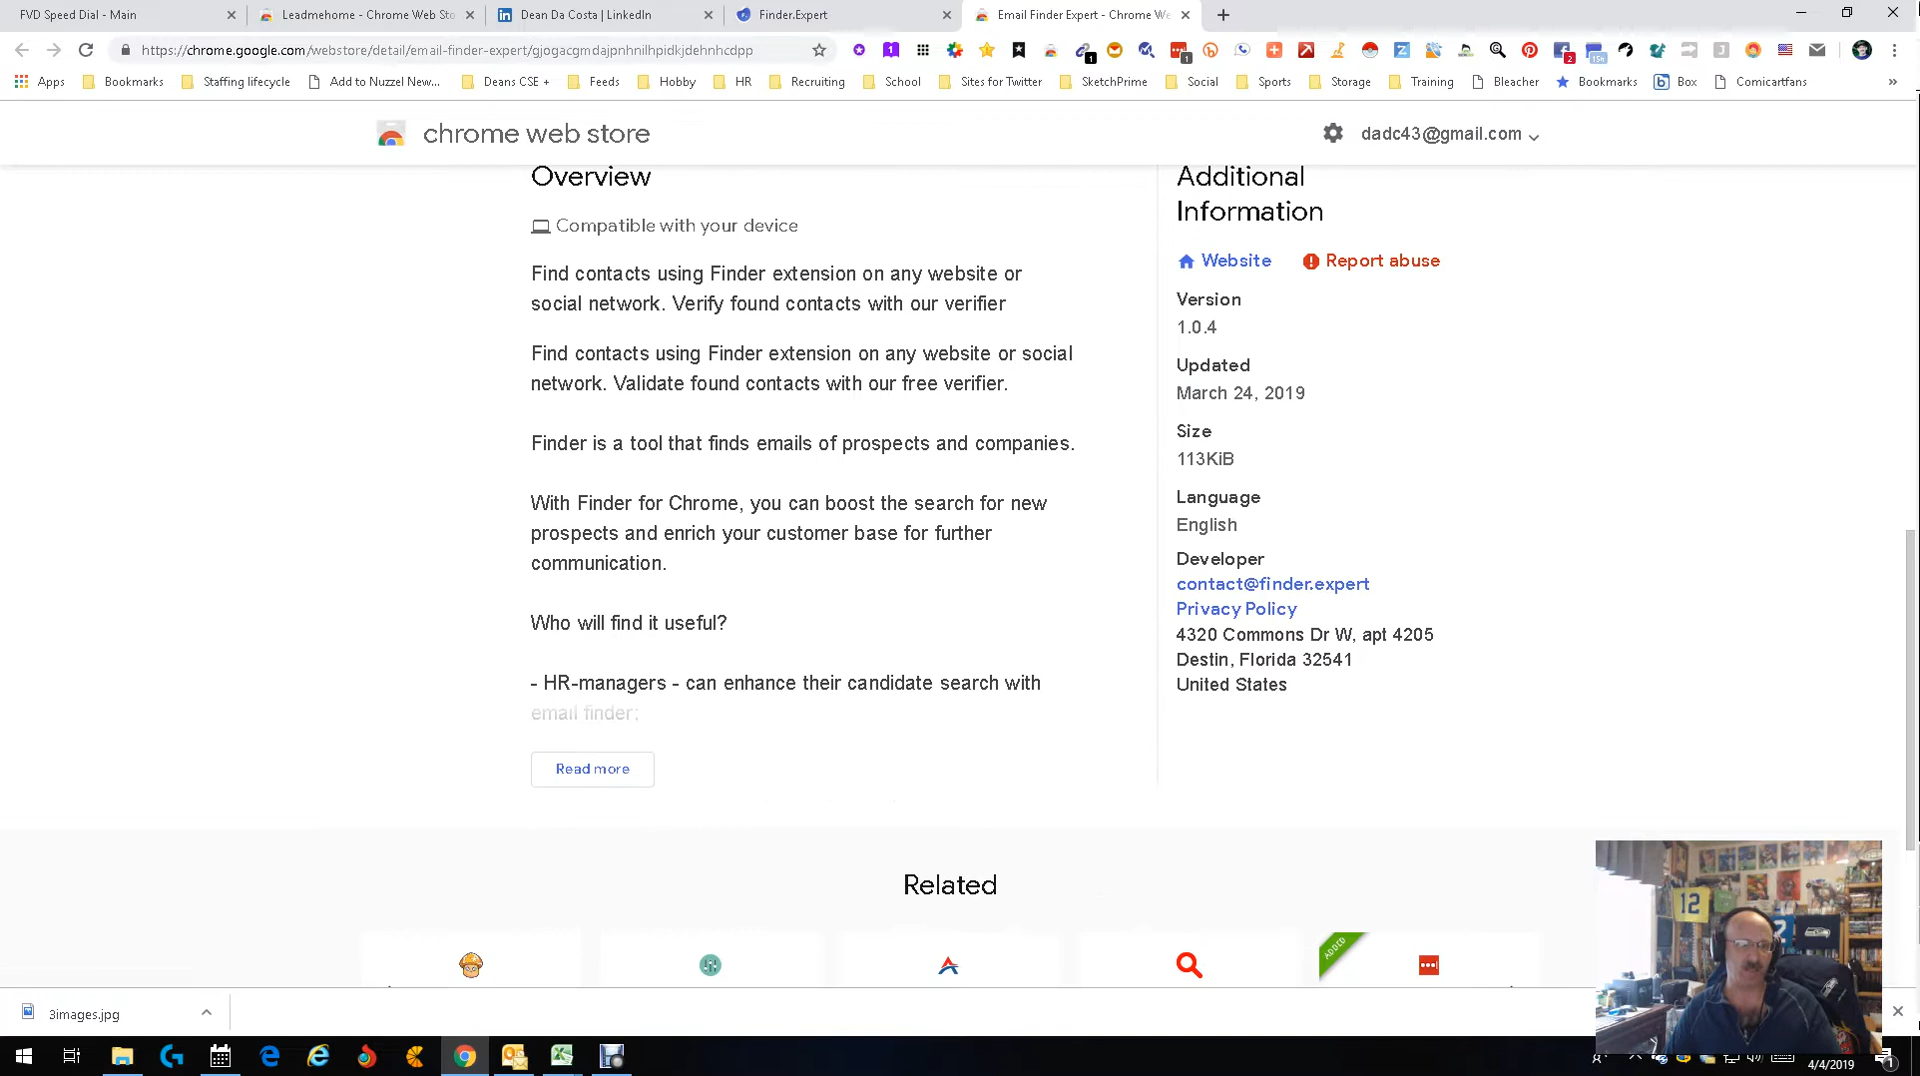 FVD Speed Dial - Main
Leadmehome - Chrome Web Sto
Dean Da Costa | LinkedIn
Finder.Expert
Email Finder Expert - Chrome We
https://chrome.google.com/webstore/detail/email-finder-expert/gjogacgmdajpnhnilhpidkjdehnhcdpp
Apps Bookmarks Staffing lifecycle Add to Nuzzel New... Deans CSE + Feeds Hobby HR Recruiting School Sites for Twitter SketchPrime Social Sports Storage Training Bleacher Bookmarks Box Comicartfans
chrome web store
dadc43@gmail.com
Overview
Compatible with your device
Find contacts using Finder extension on any website or
social network. Verify found contacts with our verifier
Find contacts using Finder extension on any website or social
network. Validate found contacts with our free verifier.
Finder is a tool that finds emails of prospects and companies.
With Finder for Chrome, you can boost the search for new
prospects and enrich your customer base for further
communication.
Who will find it useful?
- HR-managers - can enhance their candidate search with
email finder;
Read more
Additional
Information
Website Report abuse
Version
1.0.4
Updated
March 24, 2019
Size
113KiB
Language
English
Developer
contact@finder.expert
Privacy Policy
4320 Commons Dr W, apt 4205
Destin, Florida 32541
United States
Related
ADDED
12
3images.jpg
4/4/2019